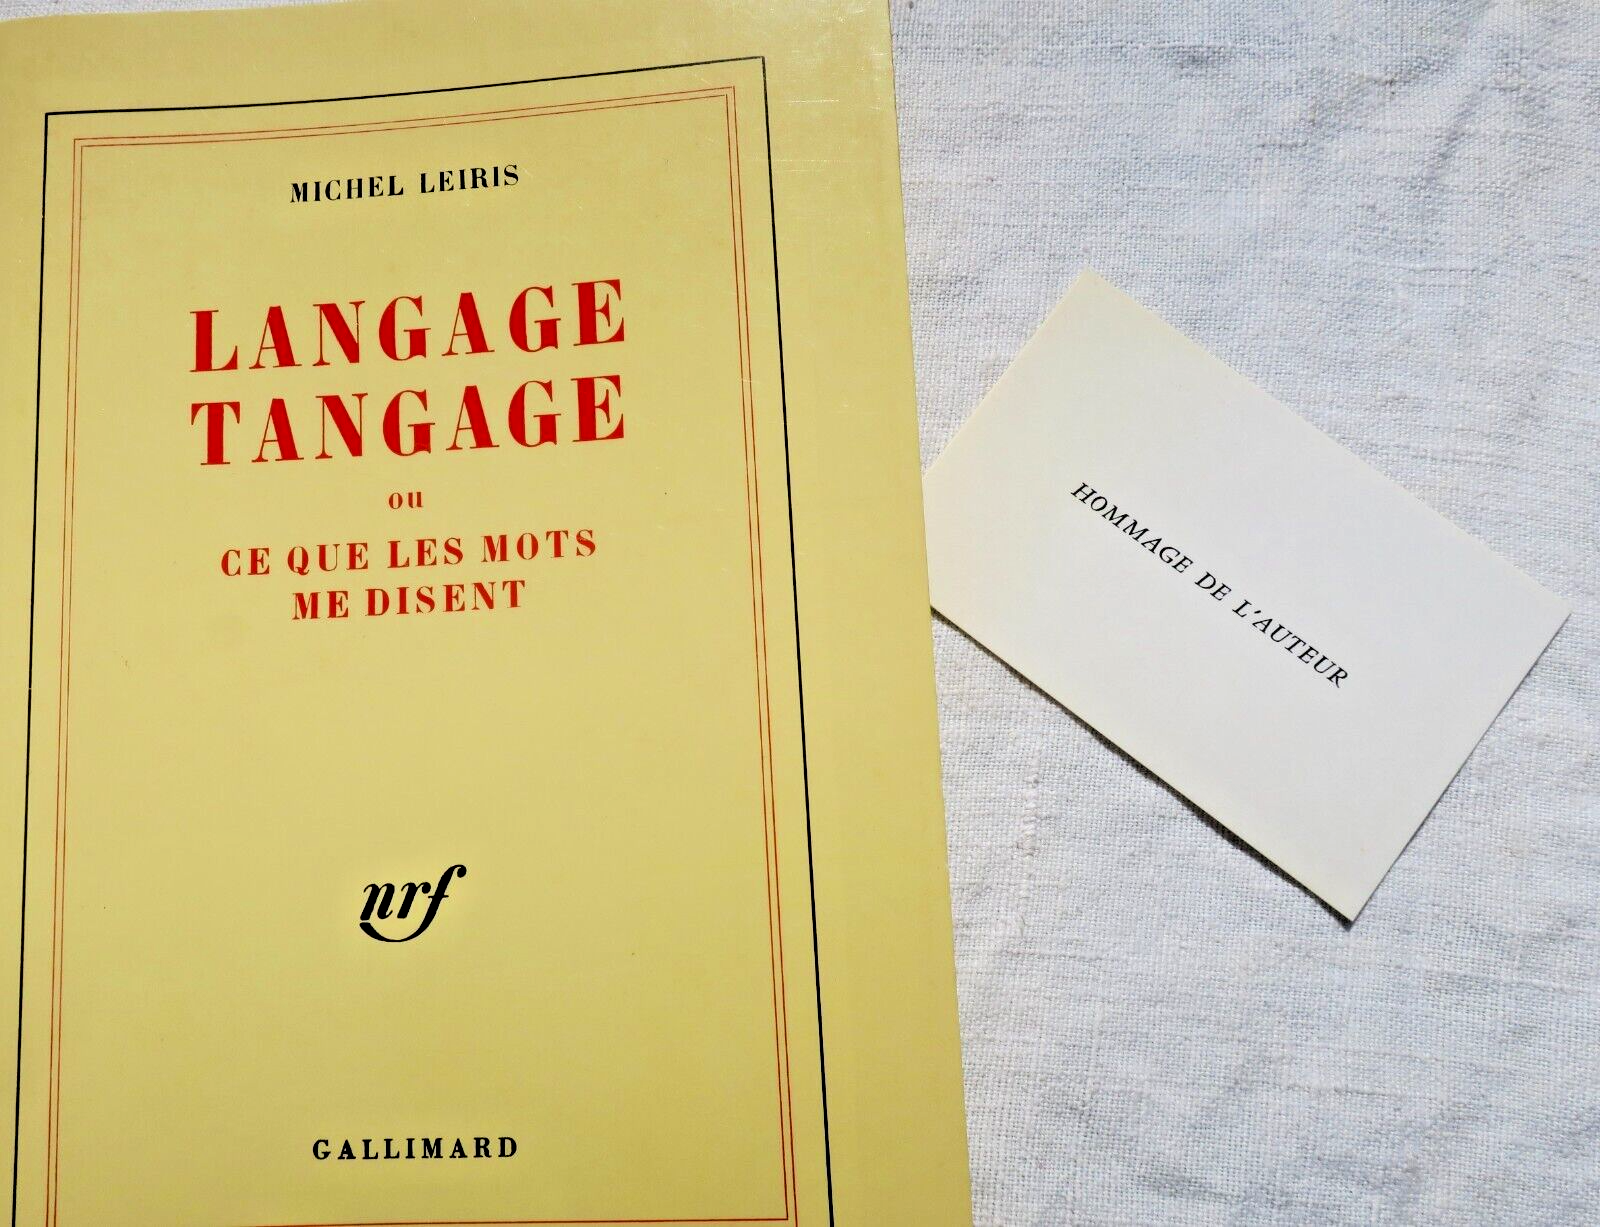 MICHEL LEIRIS
LANGAGE
TANGAGE
ou
CE QUE LES MOTS
ME DISENT
nrf
GALLIMARD
HOMMAGE DE L'AUTEUR